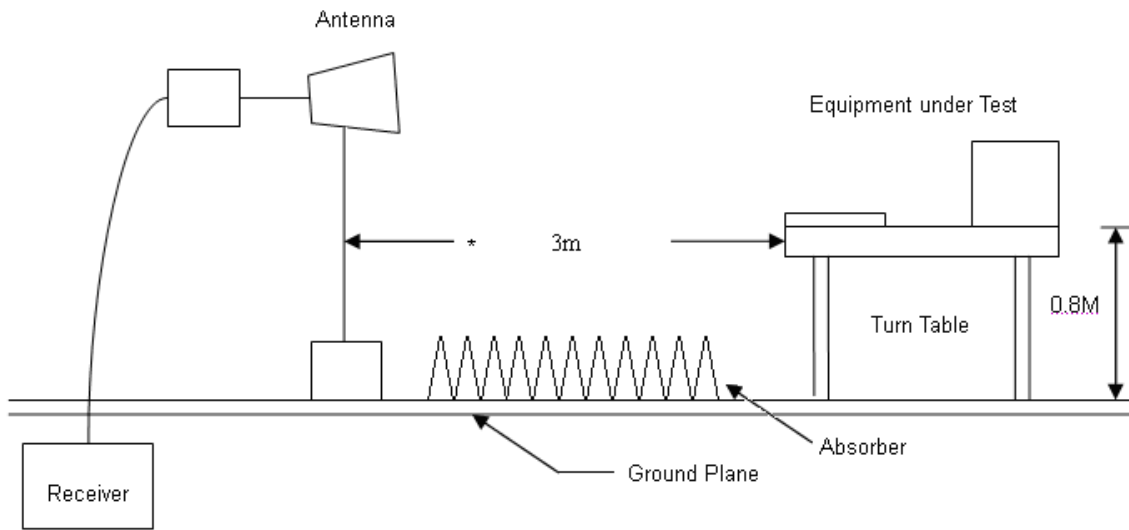 Antenna
Equipment under Test
* 3m
0.8M
Turn Table
Absorber
Ground Plane
Receiver